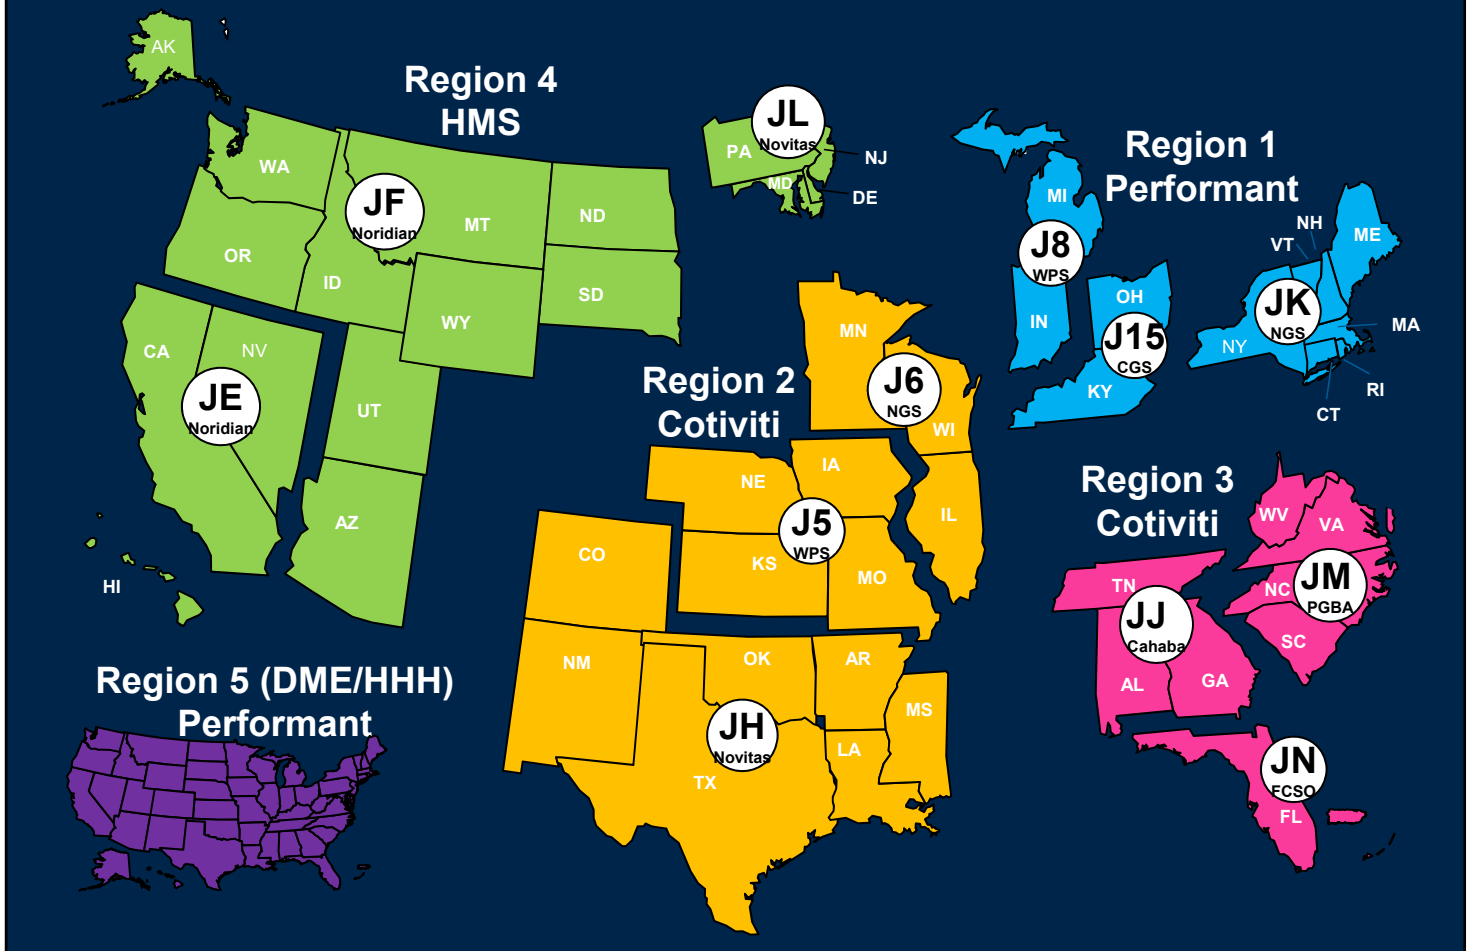 AK
Region 4
HMS
WA
JF
Noridian
MT
ND
OR
ID
SD
WY
CA
NV
JE
Noridian
UT
AZ
HI
JL
Novitas
PA
NJ
MD
DE
Region 1
Performant
MI
J8
WPS
IN
OH
J15
CGS
KY
NH
VT
ME
JK
NGS
NY
MA
RI
CT
Region 2
Cotiviti
MN
J6
NGS
WI
IA
NE
IL
J5
WPS
CO
KS
MO
NM
OK
AR
MS
JH
Novitas
LA
TX
Region 3
Cotiviti
WV
VA
TN
NC
JM
PGBA
JJ
Cahaba
SC
AL
GA
JN
FCSO
FL
Region 5 (DME/HHH)
Performant